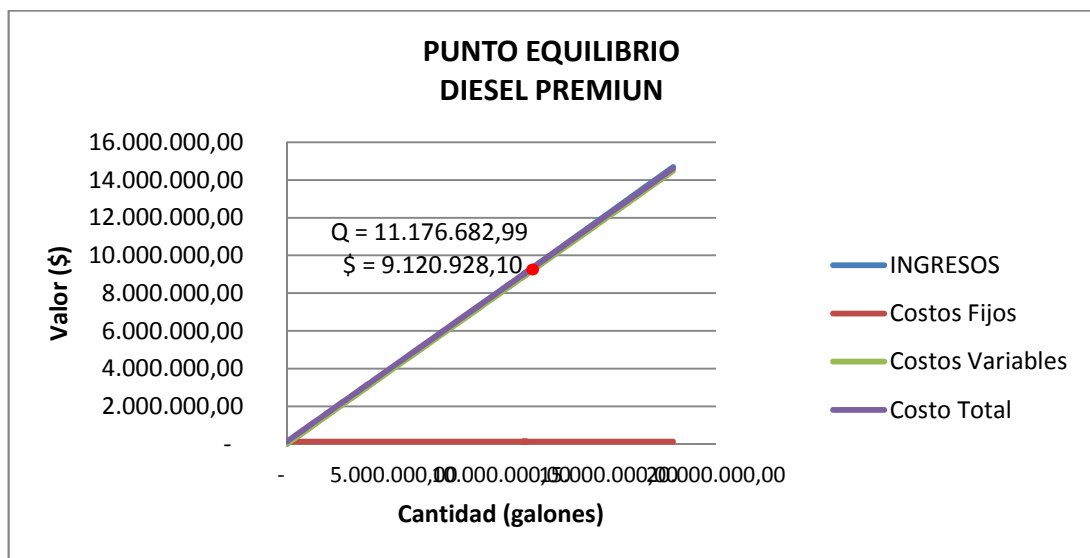 PUNTO EQUILIBRIO
DIESEL PREMIUN
16.000.000,00
14.000.000,00
12.000.000,00
10.000.000,00
8.000.000,00
6.000.000,00
4.000.000,00
2.000.000,00
-
Valor ($)
Q = 11.176.682,99
$ = 9.120.928,10
- 5.000.000,00 10.000.000,00 15.000.000,00 20.000.000,00
Cantidad (galones)
INGRESOS
Costos Fijos
Costos Variables
Costo Total